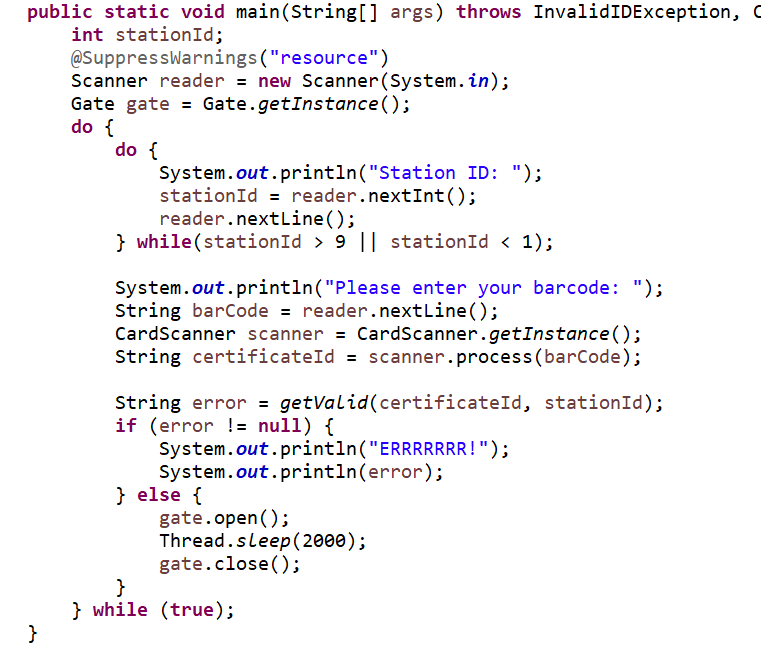 public static void main(String[] args) throws InvalidIDException, C
int stationId;
@SuppressWarnings("resource")
Scanner reader = new Scanner(System.in);
Gate gate = Gate.getInstance();
do {
do {
System.out.println("Station ID: ");
stationId = reader.nextInt();
reader.nextLine();
} while(stationId > 9 || stationId < 1);
System.out.println("Please enter your barcode: ");
String barCode = reader.nextLine();
CardScanner scanner = CardScanner.getInstance();
String certificateId = scanner.process(barCode);
String error = getValid(certificateId, stationId);
if (error != null) {
System.out.println("ERRRRRRR!");
System.out.println(error);
} else {
gate.open();
Thread.sleep(2000);
gate.close();
}
} while (true);
}